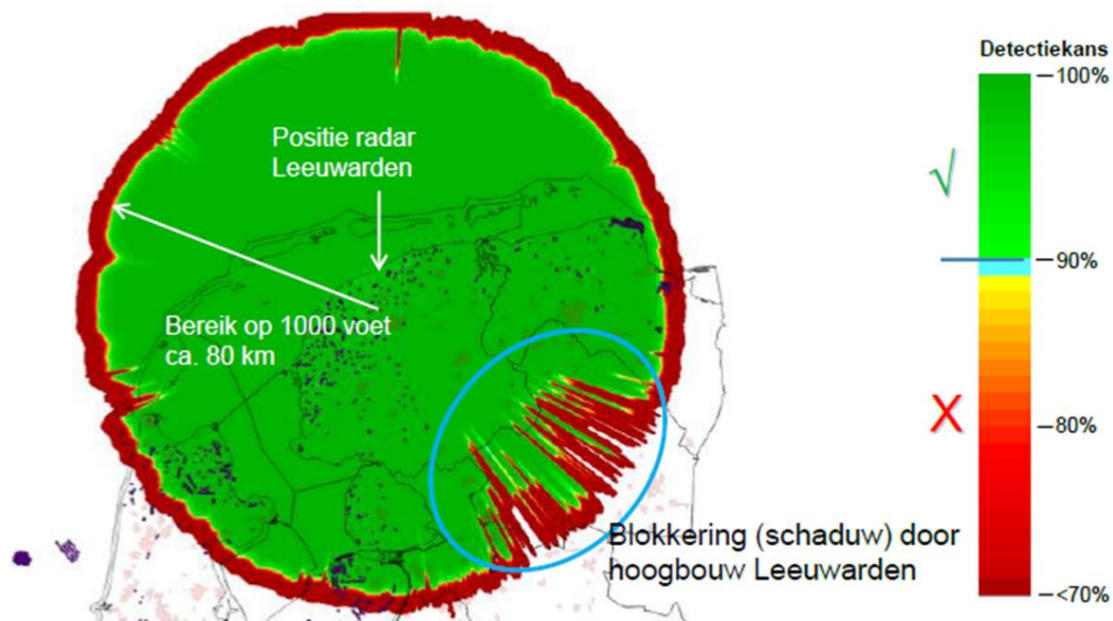 Detectiekans
100%
Positie radar
Leeuwarden
√
90%
Bereik op 1000 voet
ca. 80 km
X
80%
Blokkering (schaduw) door
hoogbouw Leeuwarden
<70%